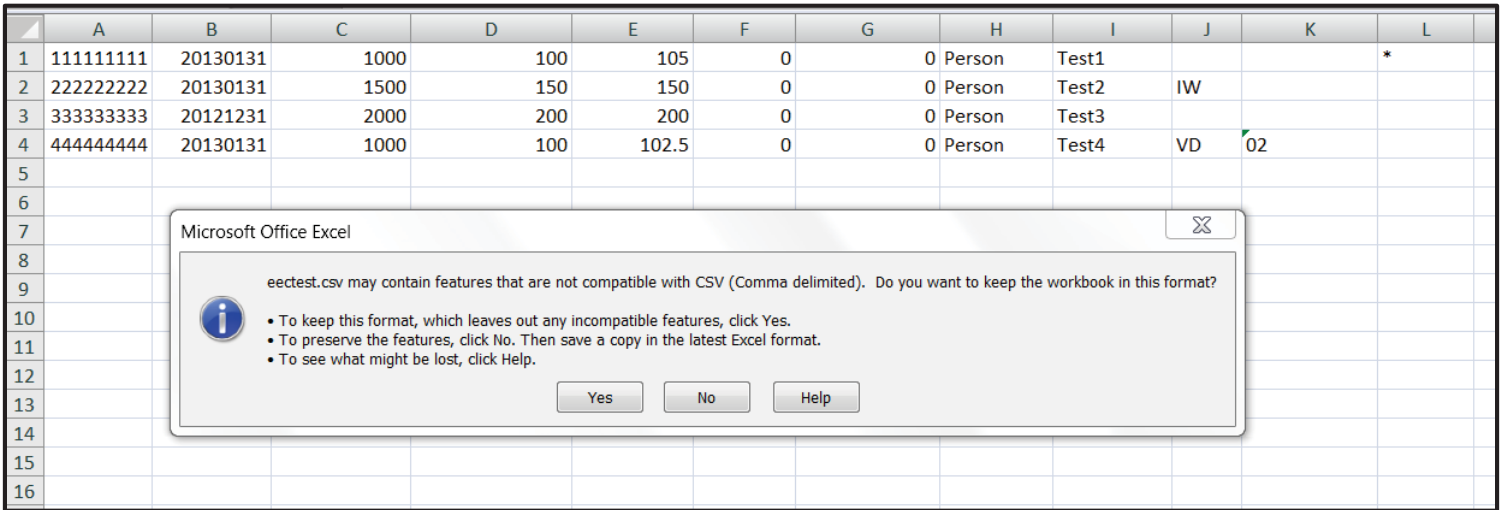 A B C D E F G H I J K L
1 111111111 20130131 1000 100 105 0 0 Person Test1 *
2 222222222 20130131 1500 150 150 0 0 Person Test2 IW
3 333333333 20121231 2000 200 200 0 0 Person Test3
4 444444444 20130131 1000 100 102.5 0 0 Person Test4 VD 02
5
6
7
Microsoft Office Excel
8
eectest.csv may contain features that are not compatible with CSV (Comma delimited). Do you want to keep the workbook in this format?
9
10
• To keep this format, which leaves out any incompatible features, click Yes.
• To preserve the features, click No. Then save a copy in the latest Excel format.
11
• To see what might be lost, click Help.
12
13
Yes No Help
14
15
16